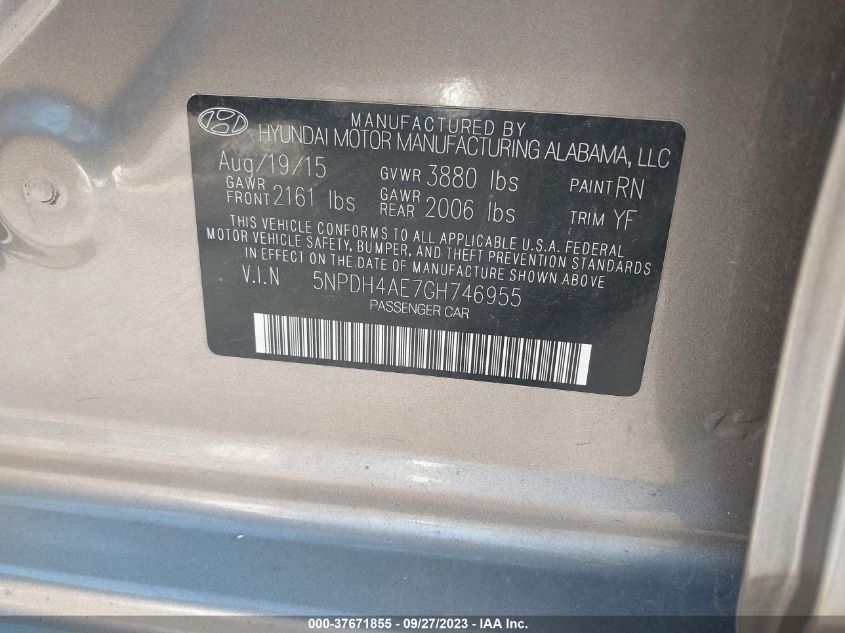 MANUFACTURED BY
HYUNDAI MOTOR MANUFACTURING ALABAMA, LLC
Aug/19/15 GVWR 3880 lbs PAINT RN
GAWR FRONT 2161 lbs GAWR REAR 2006 lbs TRIM YF
THIS VEHICLE CONFORMS TO ALL APPLICABLE U.S.A. FEDERAL
MOTOR VEHICLE SAFETY, BUMPER, AND THEFT PREVENTION STANDARDS
IN EFFECT ON THE DATE OF MANUFACTURE SHOWN ABOVE
V.I.N 5NPDH4AE7GH746955
PASSENGER CAR
000-37671855 - 09/27/2023 - © IAA, Inc.